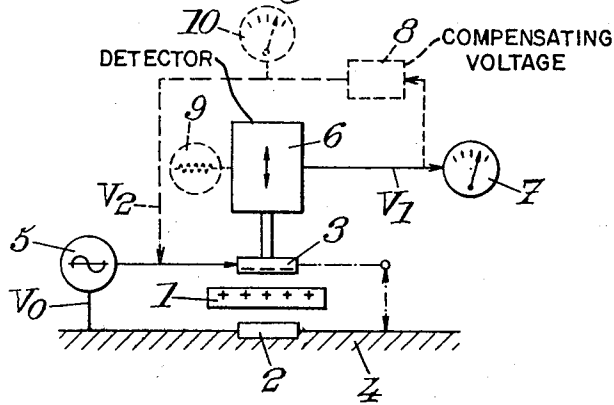 10
8
COMPENSATING
VOLTAGE
DETECTOR
9
6
V2
V1
7
5
3
1
+ + + + +
V0
2
4